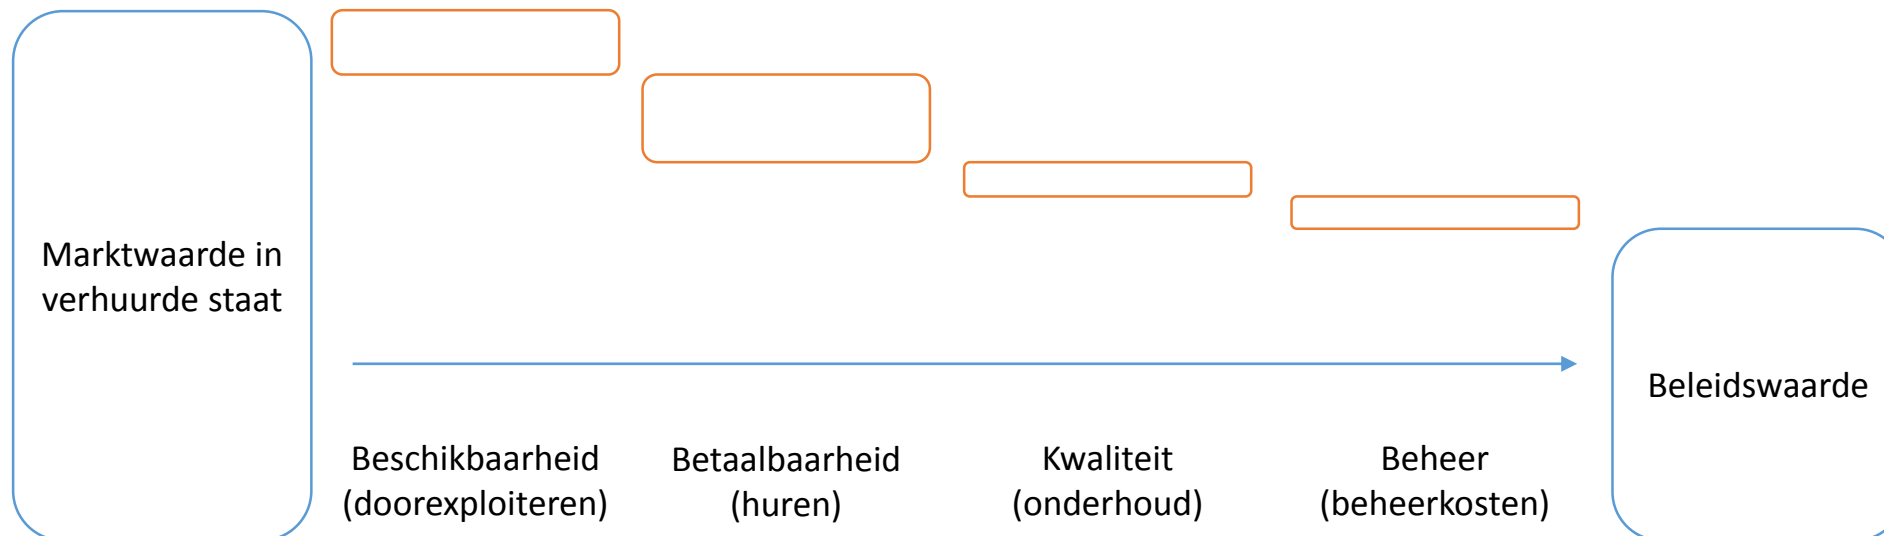 Marktwaarde in
verhuurde staat
Beschikbaarheid
(doorexploiteren)
Betaalbaarheid
(huren)
Kwaliteit
(onderhoud)
Beheer
(beheerkosten)
Beleidswaarde